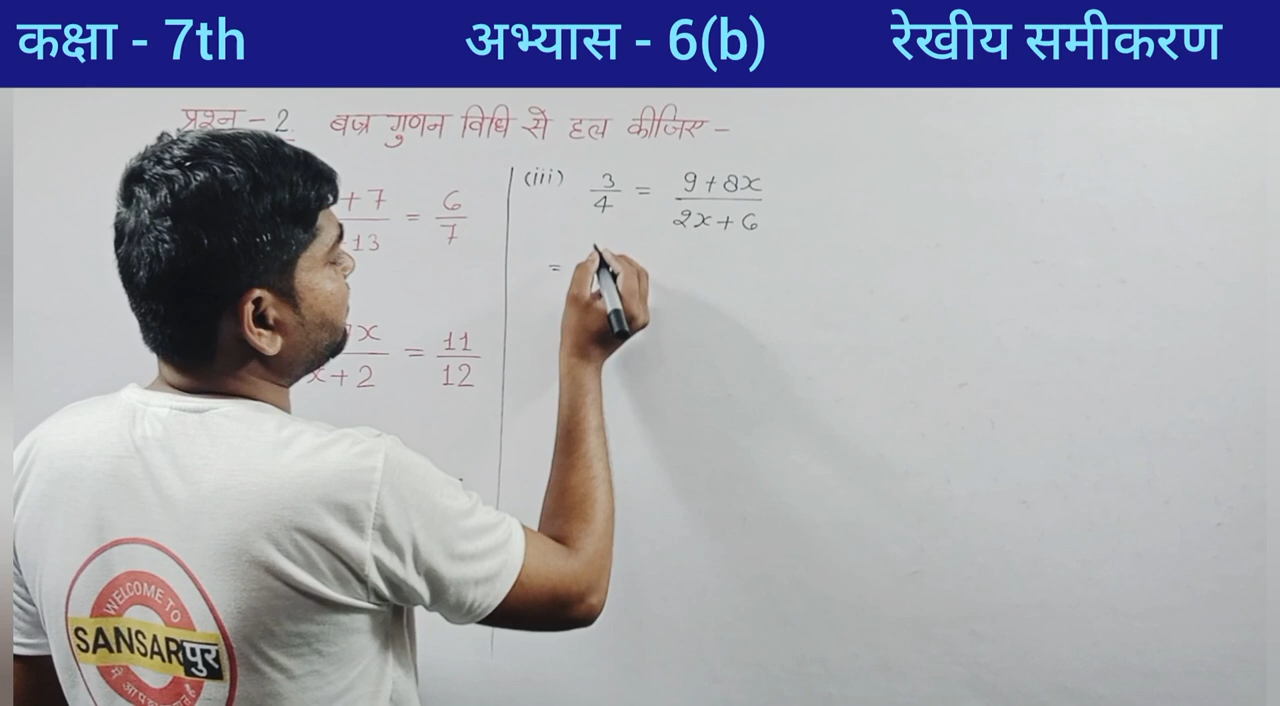 कक्षा - 7th अभ्यास - 6(b) रेखीय समीकरण
प्रश्न - 2. बज्र गुणन विधि से हल कीजिए -
+ 7 / 13 = 6 / 7
x / x + 2 = 11 / 12
(iii) 3 / 4 = 9 + 8x / 2x + 6
=
WELCOME TO
SANSARपुर
में